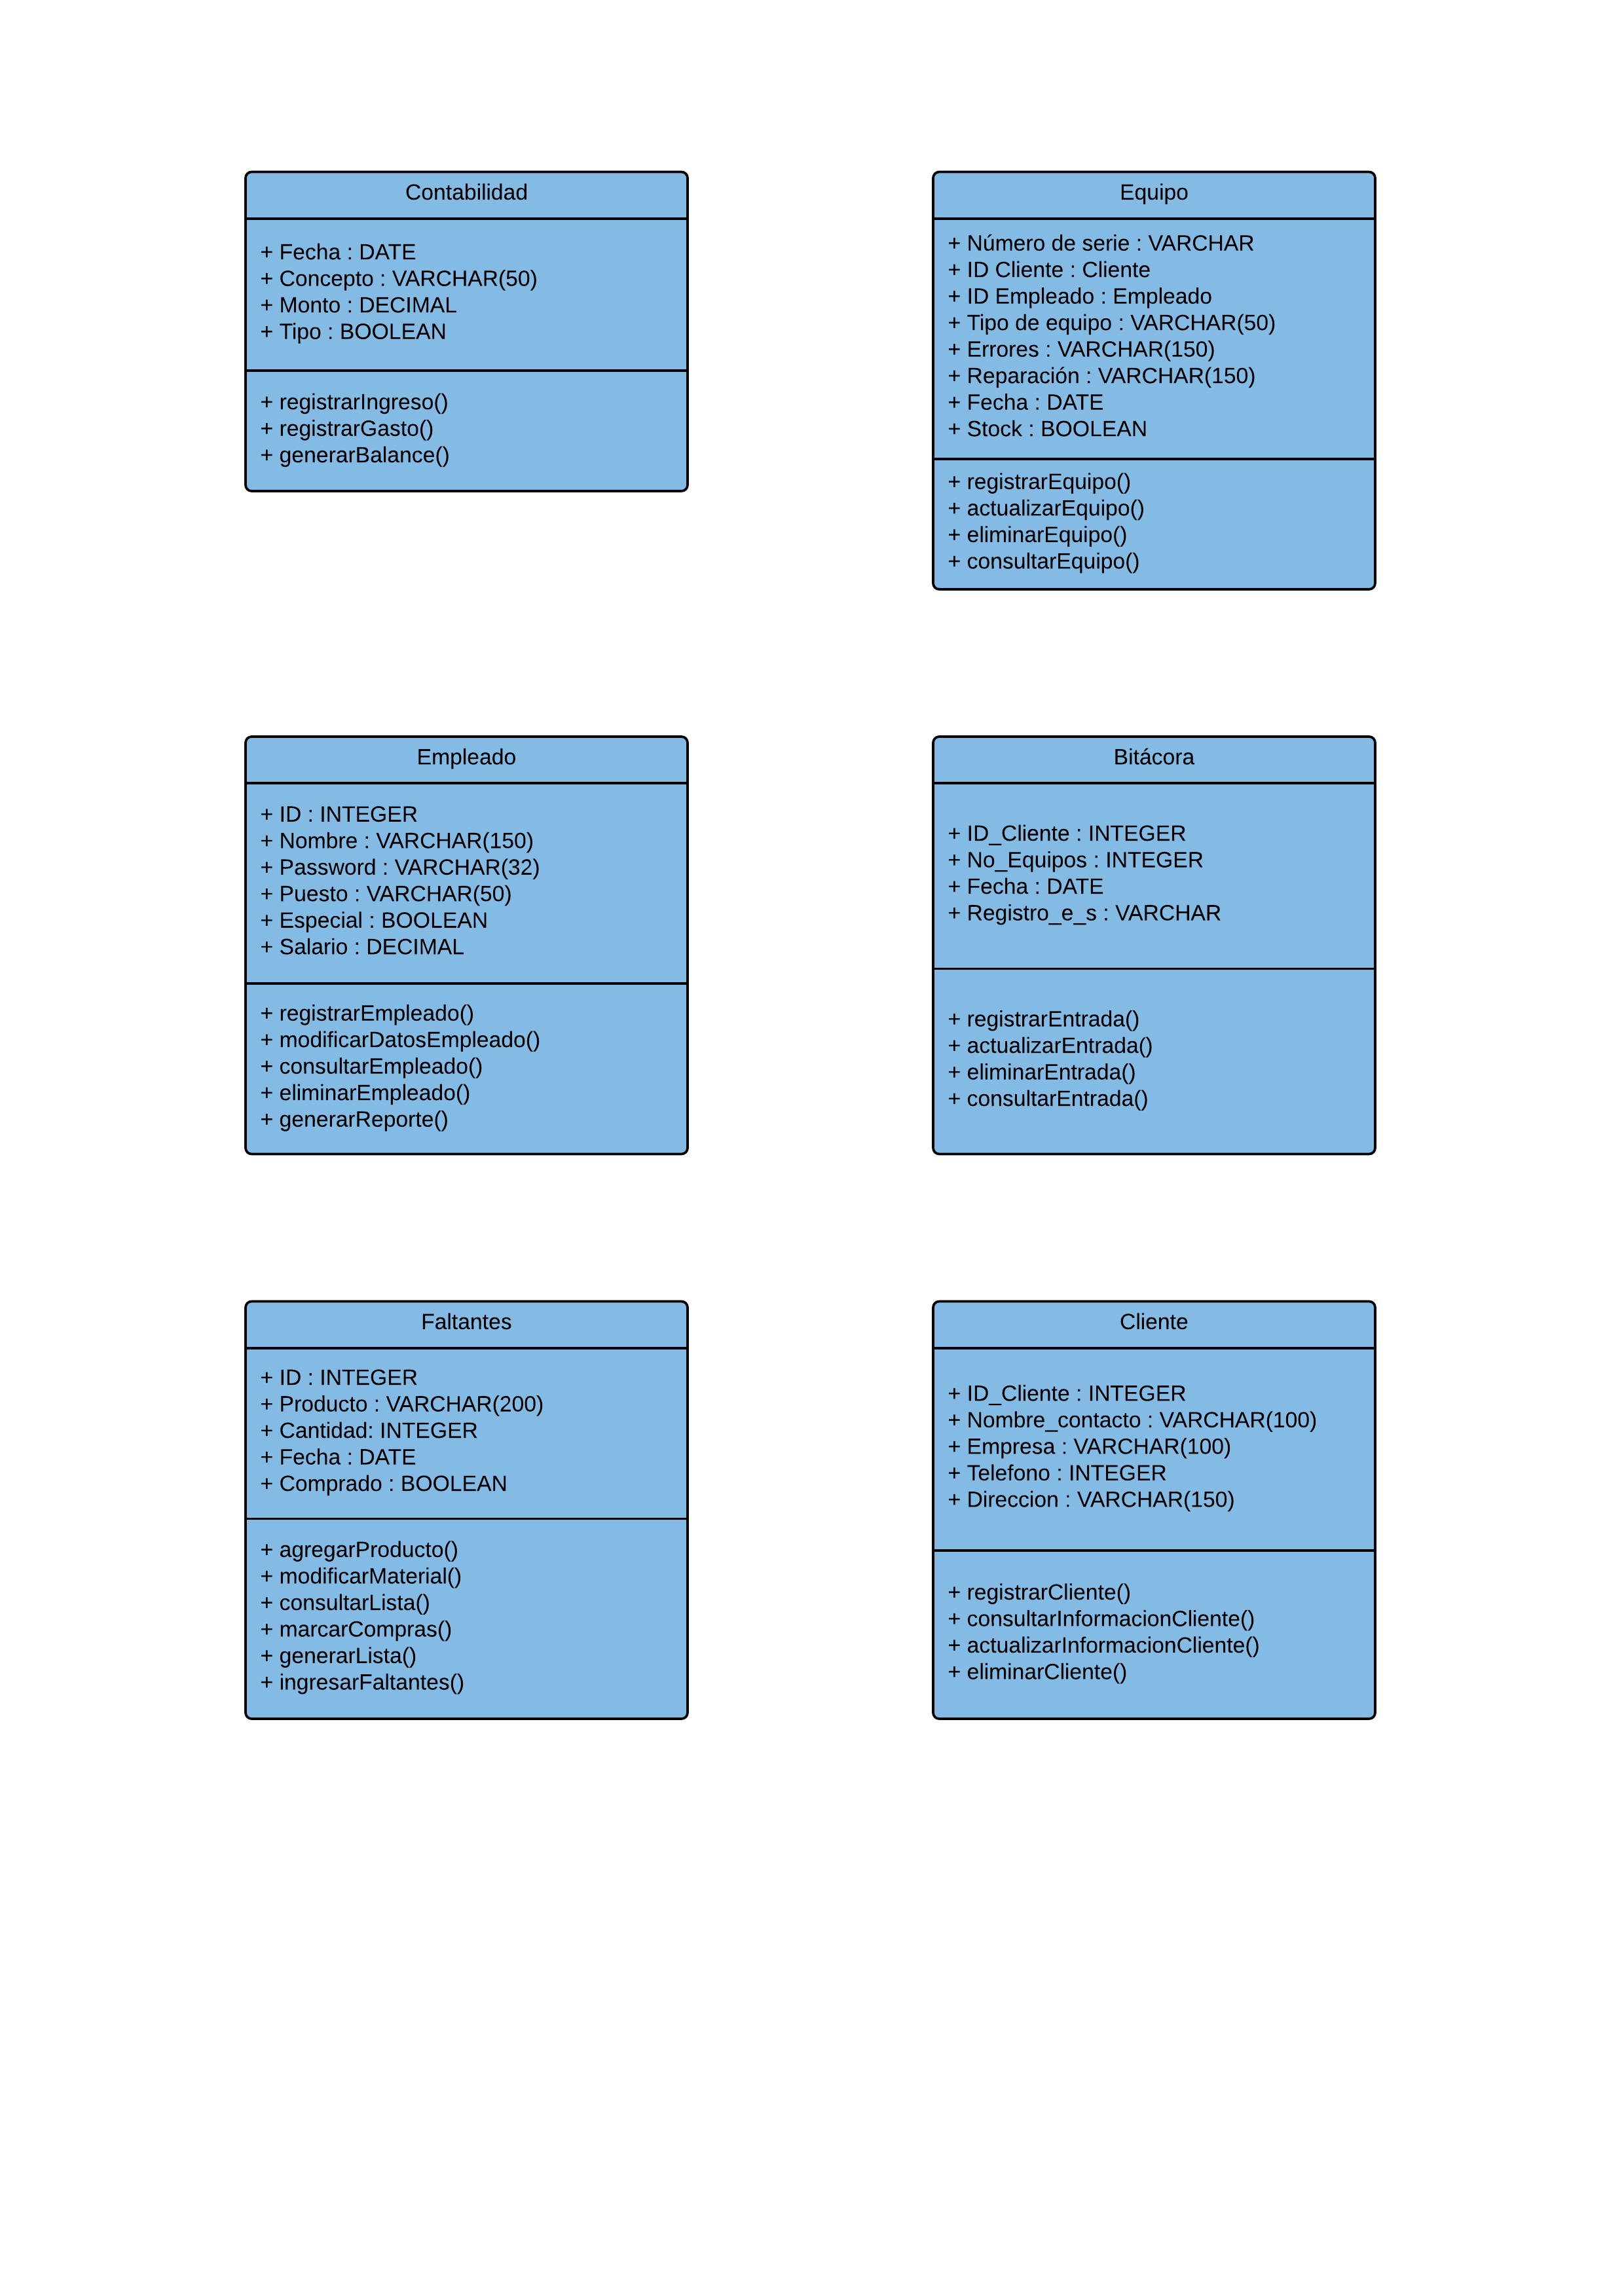 Contabilidad
+ Fecha : DATE
+ Concepto : VARCHAR(50)
+ Monto : DECIMAL
+ Tipo : BOOLEAN
+ registrarIngreso()
+ registrarGasto()
+ generarBalance()
Equipo
+ Número de serie : VARCHAR
+ ID Cliente : Cliente
+ ID Empleado : Empleado
+ Tipo de equipo : VARCHAR(50)
+ Errores : VARCHAR(150)
+ Reparación : VARCHAR(150)
+ Fecha : DATE
+ Stock : BOOLEAN
+ registrarEquipo()
+ actualizarEquipo()
+ eliminarEquipo()
+ consultarEquipo()
Empleado
+ ID : INTEGER
+ Nombre : VARCHAR(150)
+ Password : VARCHAR(32)
+ Puesto : VARCHAR(50)
+ Especial : BOOLEAN
+ Salario : DECIMAL
+ registrarEmpleado()
+ modificarDatosEmpleado()
+ consultarEmpleado()
+ eliminarEmpleado()
+ generarReporte()
Bitácora
+ ID_Cliente : INTEGER
+ No_Equipos : INTEGER
+ Fecha : DATE
+ Registro_e_s : VARCHAR
+ registrarEntrada()
+ actualizarEntrada()
+ eliminarEntrada()
+ consultarEntrada()
Faltantes
+ ID : INTEGER
+ Producto : VARCHAR(200)
+ Cantidad: INTEGER
+ Fecha : DATE
+ Comprado : BOOLEAN
+ agregarProducto()
+ modificarMaterial()
+ consultarLista()
+ marcarCompras()
+ generarLista()
+ ingresarFaltantes()
Cliente
+ ID_Cliente : INTEGER
+ Nombre_contacto : VARCHAR(100)
+ Empresa : VARCHAR(100)
+ Telefono : INTEGER
+ Direccion : VARCHAR(150)
+ registrarCliente()
+ consultarInformacionCliente()
+ actualizarInformacionCliente()
+ eliminarCliente()